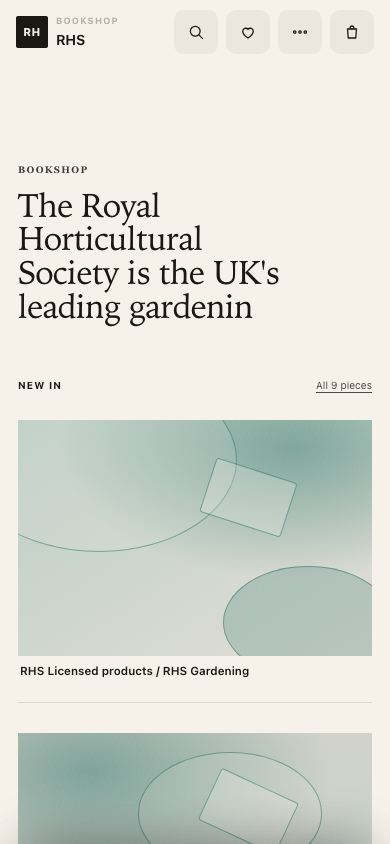 RH
BOOKSHOP
RHS
BOOKSHOP
The Royal
Horticultural
Society is the UK's
leading gardenin
NEW IN
All 9 pieces
RHS Licensed products / RHS Gardening